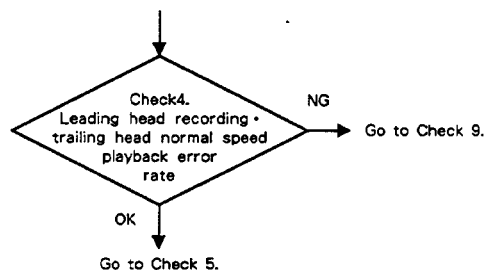 Check4.
Leading head recording •
trailing head normal speed
playback error
rate
NG
Go to Check 9.
OK
Go to Check 5.